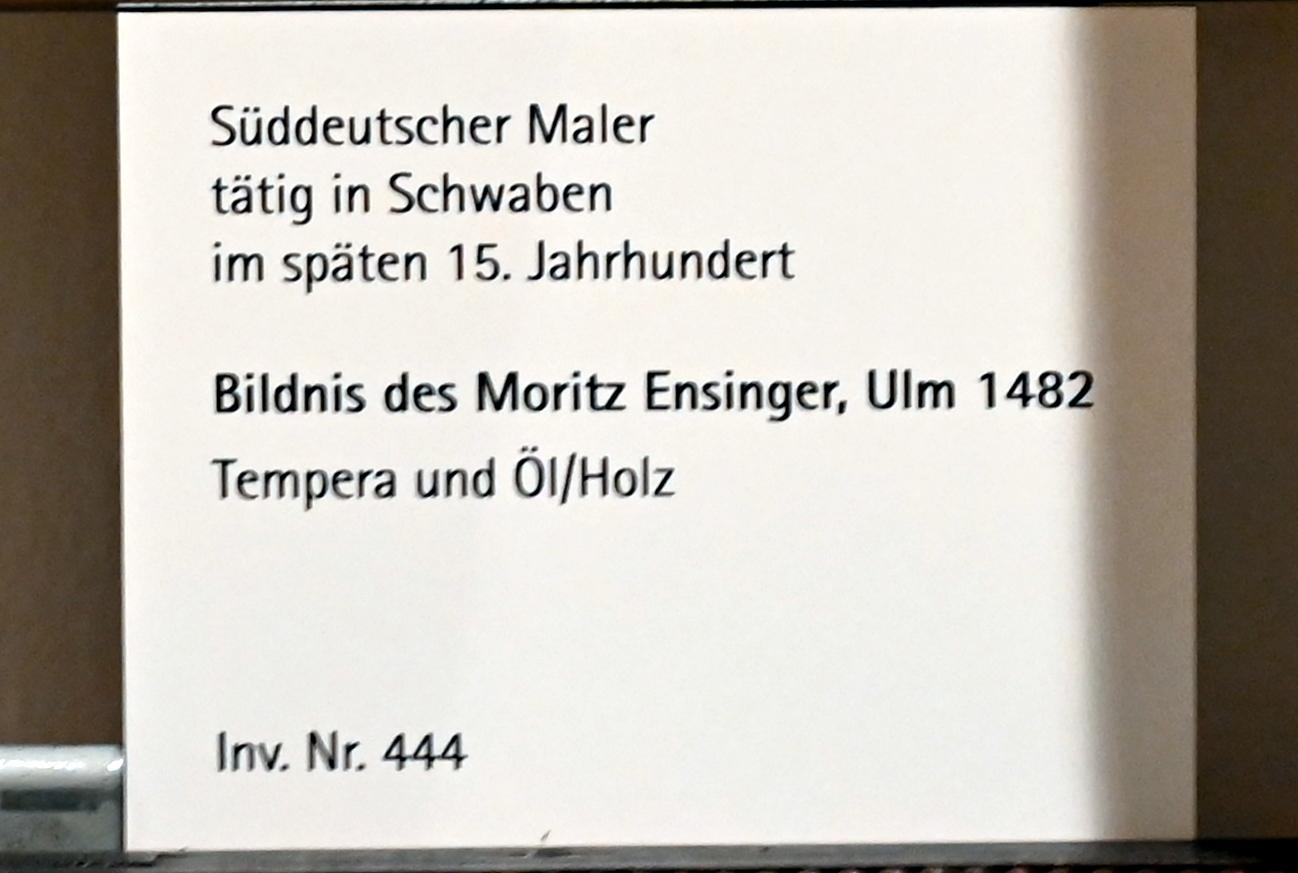 Süddeutscher Maler
tätig in Schwaben
im späten 15. Jahrhundert
Bildnis des Moritz Ensinger, Ulm 1482
Tempera und Öl/Holz
Inv. Nr. 444